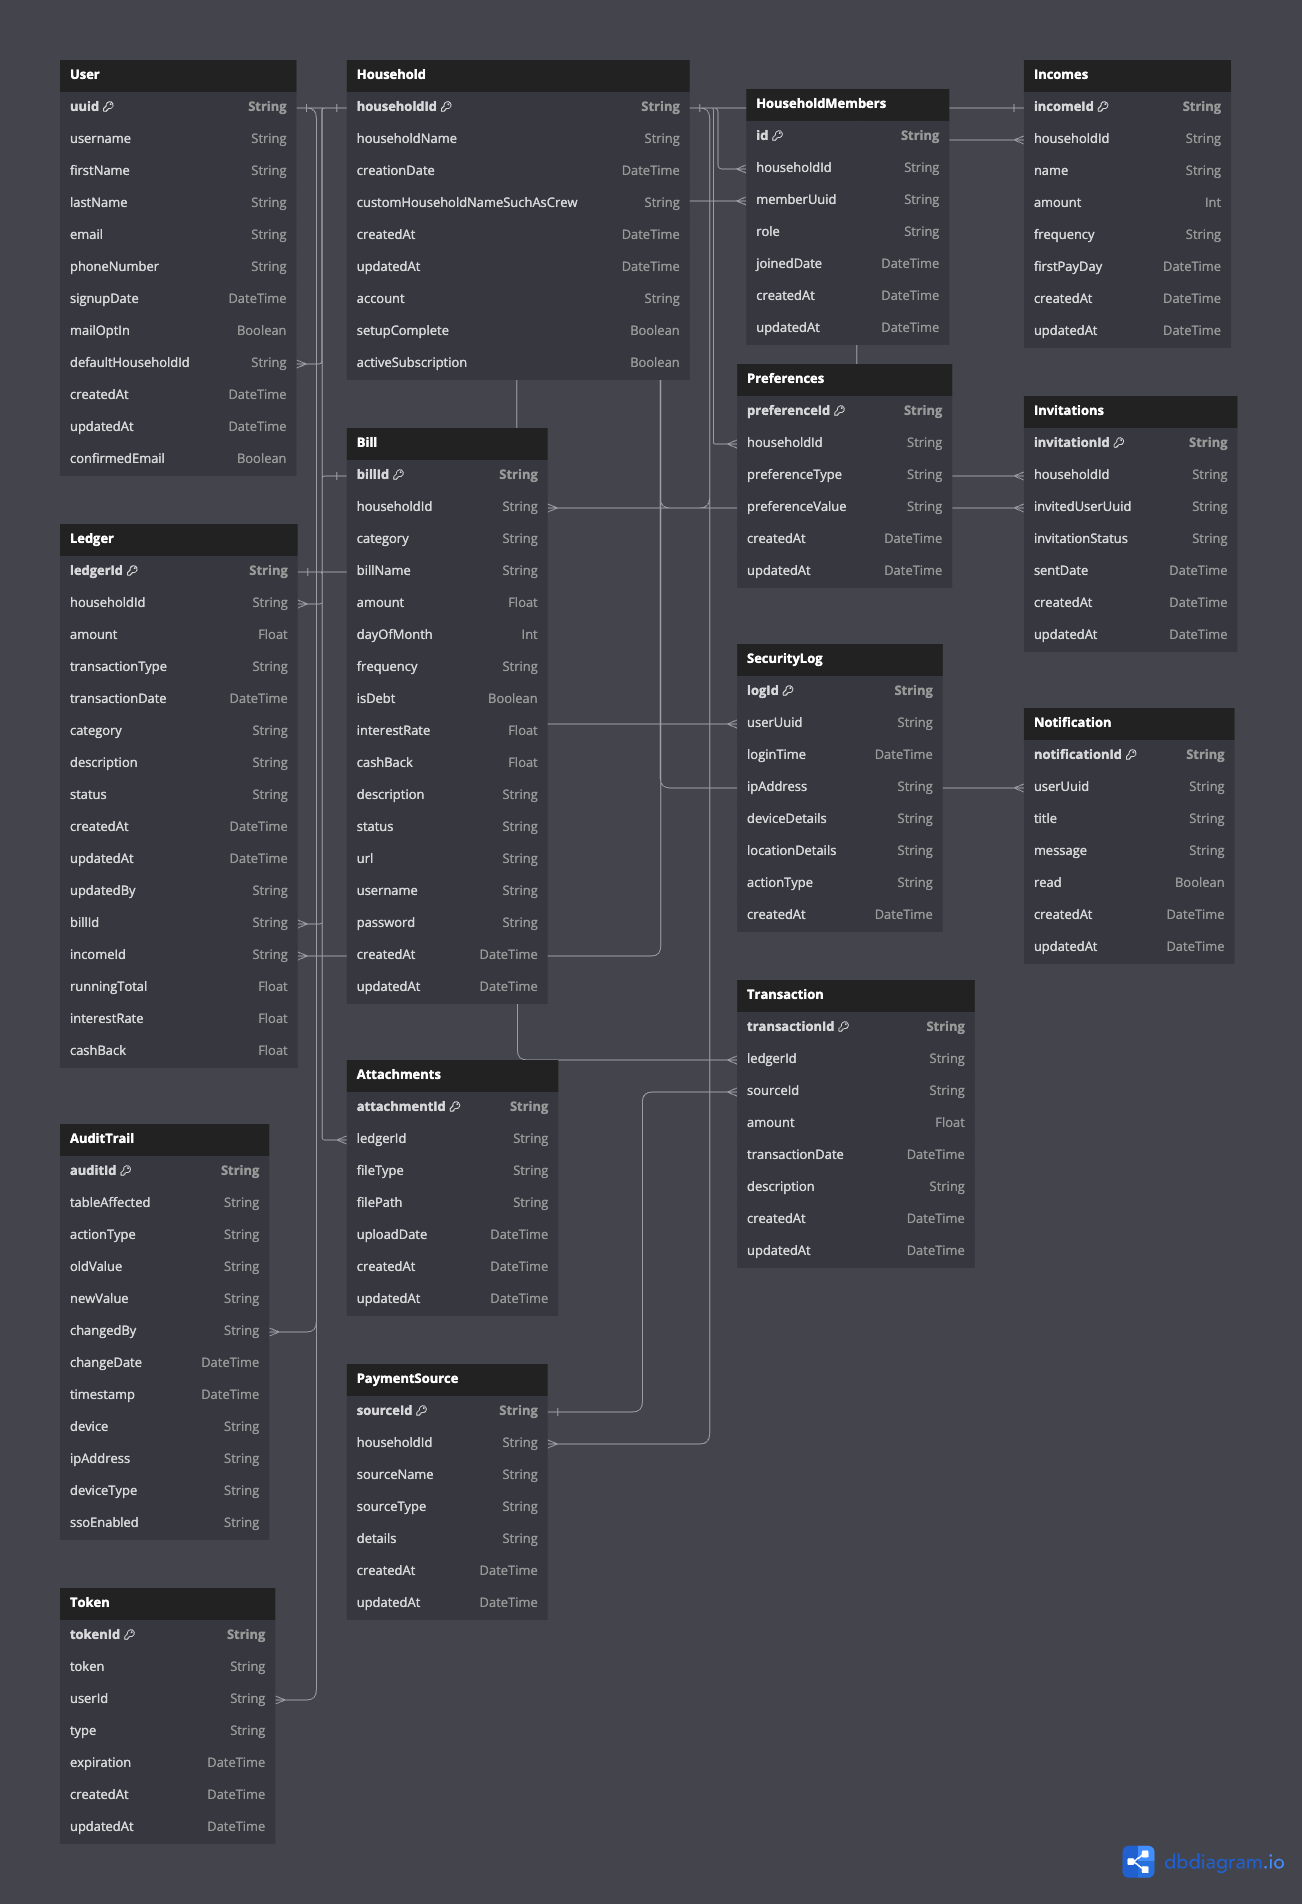 User
uuid String
username String
firstName String
lastName String
email String
phoneNumber String
signupDate DateTime
mailOptIn Boolean
defaultHouseholdId String
createdAt DateTime
updatedAt DateTime
confirmedEmail Boolean
Household
householdId String
householdName String
creationDate DateTime
customHouseholdNameSuchAsCrew String
createdAt DateTime
updatedAt DateTime
account String
setupComplete Boolean
activeSubscription Boolean
HouseholdMembers
id String
householdId String
memberUuid String
role String
joinedDate DateTime
createdAt DateTime
updatedAt DateTime
Incomes
incomeId String
householdId String
name String
amount Int
frequency String
firstPayDay DateTime
createdAt DateTime
updatedAt DateTime
Preferences
preferenceId String
householdId String
preferenceType String
preferenceValue String
createdAt DateTime
updatedAt DateTime
Invitations
invitationId String
householdId String
invitedUserUuid String
invitationStatus String
sentDate DateTime
createdAt DateTime
updatedAt DateTime
Bill
billId String
householdId String
category String
billName String
amount Float
dayOfMonth Int
frequency String
isDebt Boolean
interestRate Float
cashBack Float
description String
status String
url String
username String
password String
createdAt DateTime
updatedAt DateTime
Ledger
ledgerId String
householdId String
amount Float
transactionType String
transactionDate DateTime
category String
description String
status String
createdAt DateTime
updatedAt DateTime
updatedBy String
billId String
incomeId String
runningTotal Float
interestRate Float
cashBack Float
SecurityLog
logId String
userUuid String
loginTime DateTime
ipAddress String
deviceDetails String
locationDetails String
actionType String
createdAt DateTime
Notification
notificationId String
userUuid String
title String
message String
read Boolean
createdAt DateTime
updatedAt DateTime
Transaction
transactionId String
ledgerId String
sourceId String
amount Float
transactionDate DateTime
description String
createdAt DateTime
updatedAt DateTime
Attachments
attachmentId String
ledgerId String
fileType String
filePath String
uploadDate DateTime
createdAt DateTime
updatedAt DateTime
AuditTrail
auditId String
tableAffected String
actionType String
oldValue String
newValue String
changedBy String
changeDate DateTime
timestamp DateTime
device String
ipAddress String
deviceType String
ssoEnabled String
PaymentSource
sourceId String
householdId String
sourceName String
sourceType String
details String
createdAt DateTime
updatedAt DateTime
Token
tokenId String
token String
userId String
type String
expiration DateTime
createdAt DateTime
updatedAt DateTime
dbdiagram.io